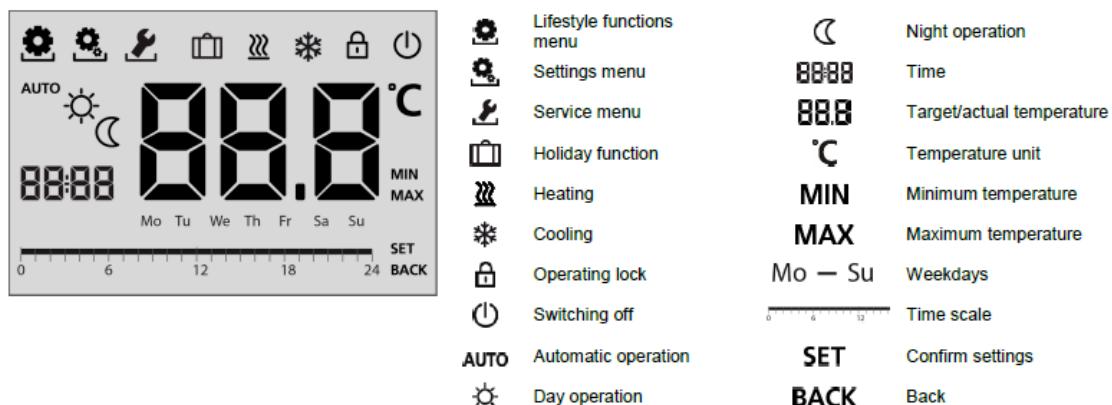 AUTO
88.8
°C
88:88
MIN
MAX
Mo Tu We Th Fr Sa Su
SET
0 6 12 18 24 BACK
Lifestyle functions
menu
Settings menu
Service menu
Holiday function
Heating
Cooling
Operating lock
Switching off
AUTO Automatic operation
Day operation
Night operation
88:88 Time
88.8 Target/actual temperature
°C Temperature unit
MIN Minimum temperature
MAX Maximum temperature
Mo — Su Weekdays
0 6 12 Time scale
SET Confirm settings
BACK Back